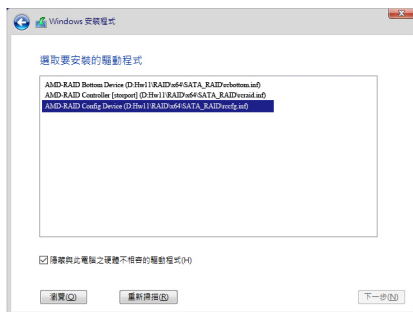 Windows 安裝程式
選取要安裝的驅動程式
AMD-RAID Bottom Device (D:\Hw11\RAID\x64\SATA_RAID\rcbottom.inf)
AMD-RAID Controller [storport] (D:\Hw11\RAID\x64\SATA_RAID\rcraid.inf)
AMD-RAID Config Device (D:\Hw11\RAID\x64\SATA_RAID\rccfg.inf)
隱藏與此電腦之硬體不相容的驅動程式(H)
瀏覽(O)
重新掃描(R)
下一步(N)